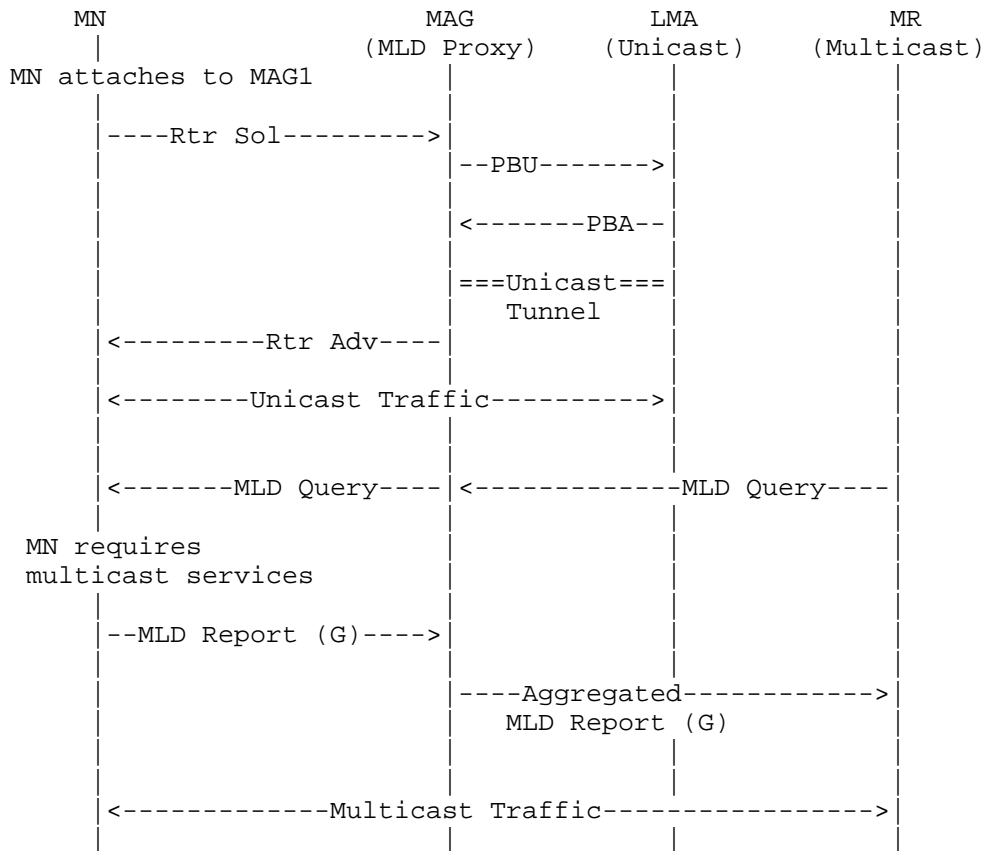 MN MAG LMA MR
(MLD Proxy) (Unicast) (Multicast)
MN attaches to MAG1
|----Rtr Sol--------->|
|--PBU------->|
|<-------PBA--|
|===Unicast===|
Tunnel
|<---------Rtr Adv----|
|<--------Unicast Traffic---------->|
|<-------MLD Query----|<-------------MLD Query----|
MN requires
multicast services
|--MLD Report (G)---->|
|----Aggregated------------>|
MLD Report (G)
|<-------------Multicast Traffic----------------->|